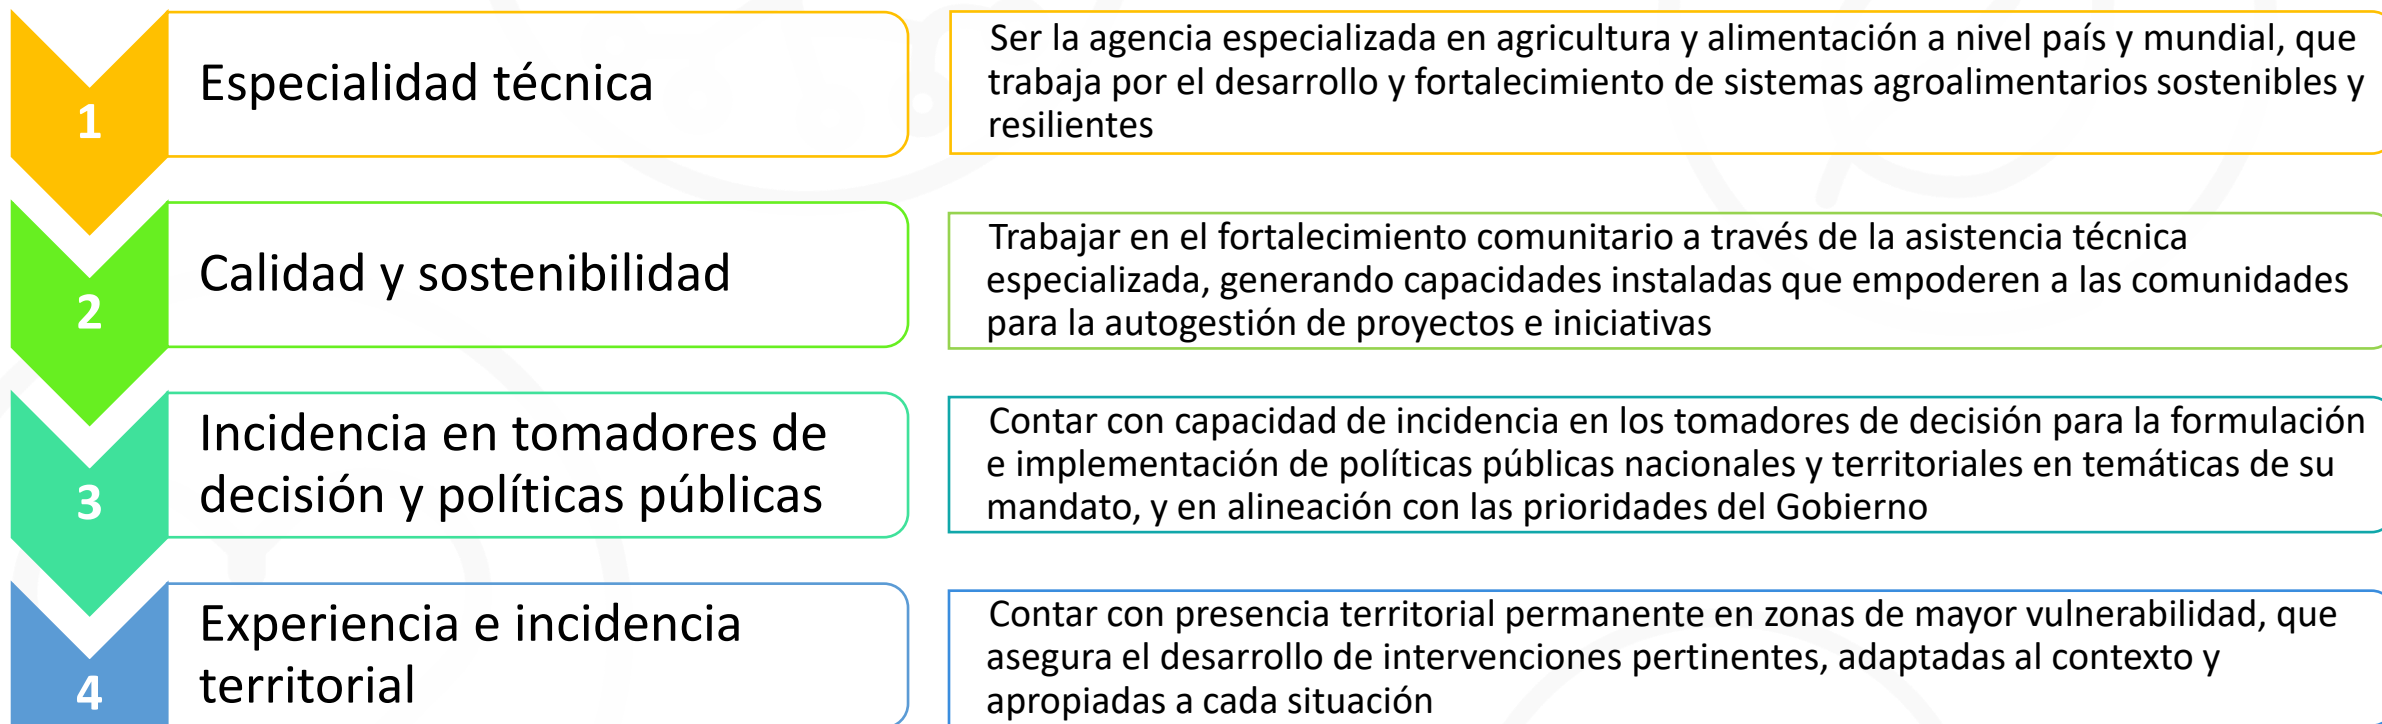 1
Especialidad técnica
Ser la agencia especializada en agricultura y alimentación a nivel país y mundial, que
trabaja por el desarrollo y fortalecimiento de sistemas agroalimentarios sostenibles y
resilientes
2
Calidad y sostenibilidad
Trabajar en el fortalecimiento comunitario a través de la asistencia técnica
especializada, generando capacidades instaladas que empoderen a las comunidades
para la autogestión de proyectos e iniciativas
3
Incidencia en tomadores de
decisión y políticas públicas
Contar con capacidad de incidencia en los tomadores de decisión para la formulación
e implementación de políticas públicas nacionales y territoriales en temáticas de su
mandato, y en alineación con las prioridades del Gobierno
4
Experiencia e incidencia
territorial
Contar con presencia territorial permanente en zonas de mayor vulnerabilidad, que
asegura el desarrollo de intervenciones pertinentes, adaptadas al contexto y
apropiadas a cada situación